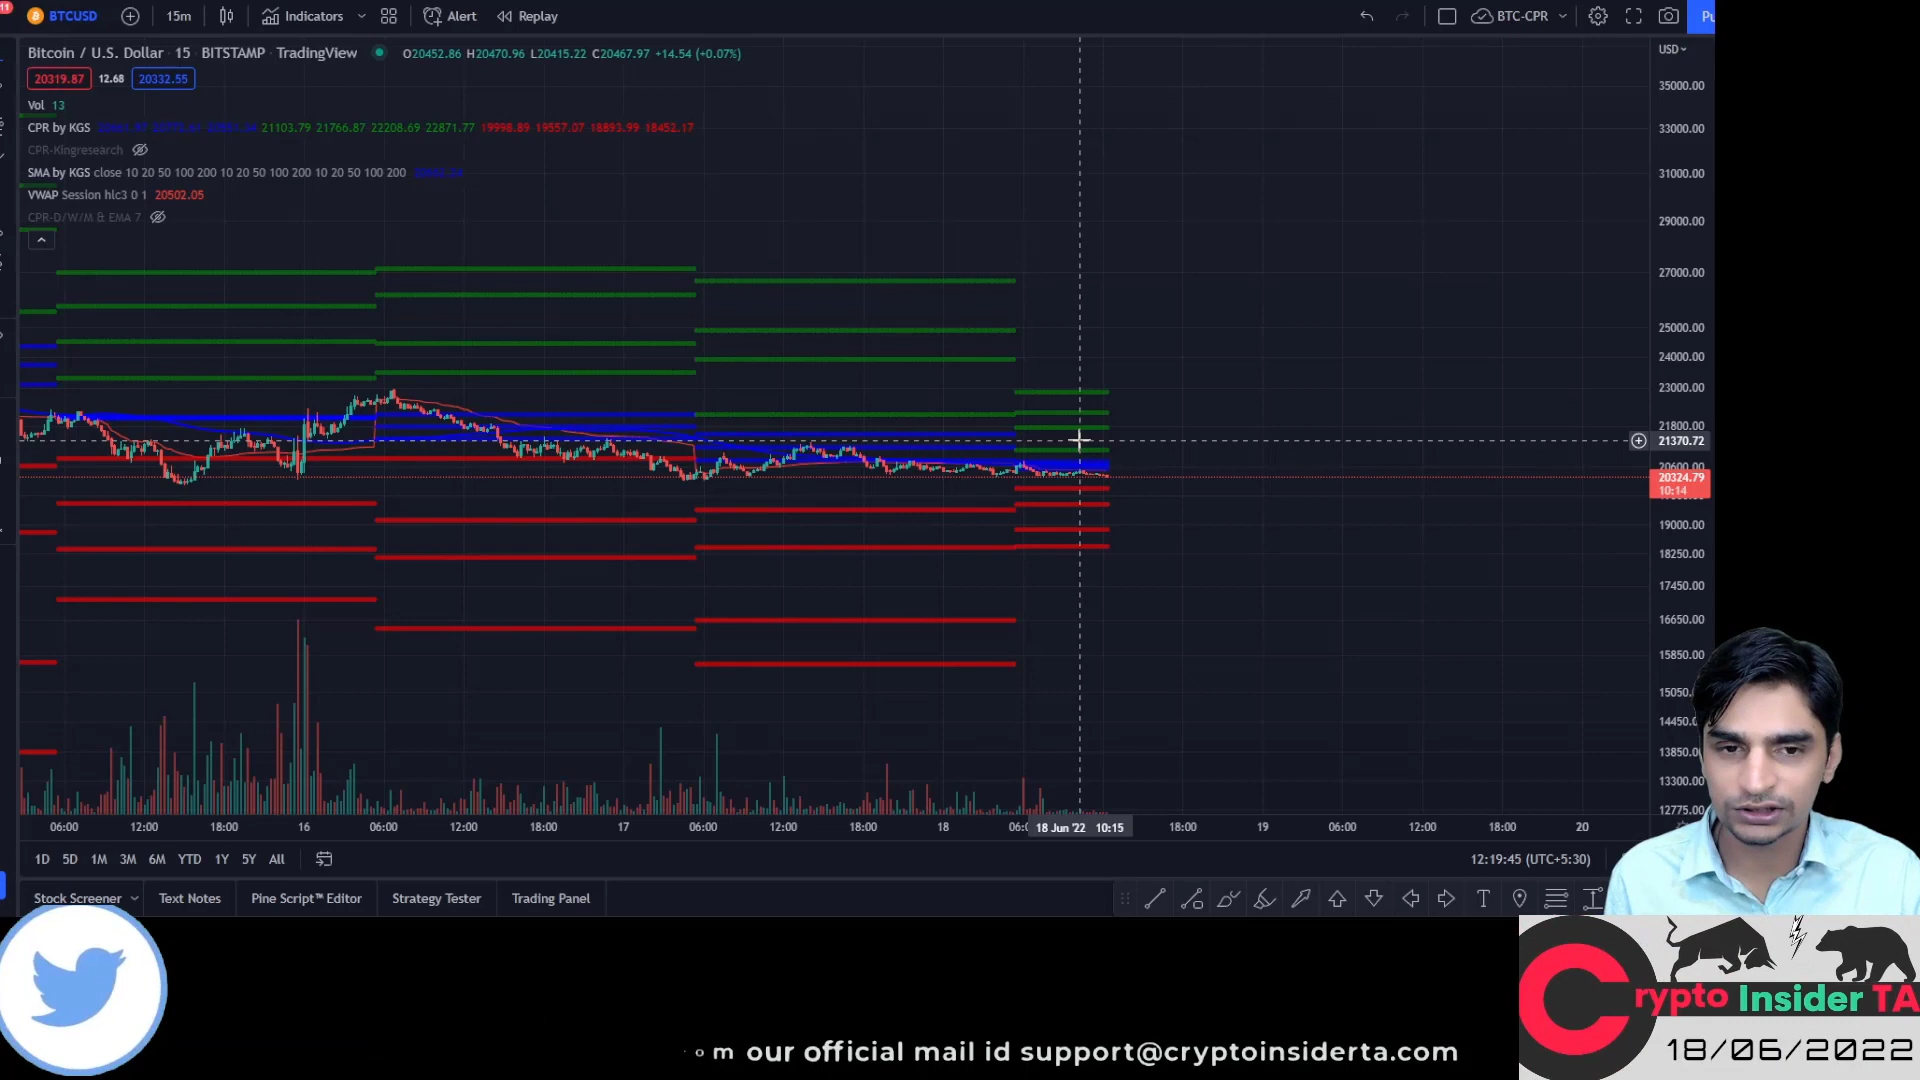 11
BTCUSD 15m Indicators Alert Replay BTC-CPR Pu
Bitcoin / U.S. Dollar 15 BITSTAMP TradingView O20452.86 H20470.96 L20415.22 C20467.97 +14.54 (+0.07%) USD
20319.87 12.68 20332.55
Vol 13
CPR by KGS 21103.79 21766.87 22208.69 22871.77 19998.89 19557.07 18893.99 18452.17
CPR-Kingresearch
SMA by KGS close 10 20 50 100 200 10 20 50 100 200 10 20 50 100 200
VWAP Session hlc3 0 1 20502.05
CPR-D/W/M & EMA 7
35000.00
33000.00
31000.00
29000.00
27000.00
25000.00
24000.00
23000.00
21800.00
21370.72
20600.00
20324.79
10:14
19000.00
18250.00
17450.00
16650.00
15850.00
15050.
14450.
13850.
13300.
12775.00
06:00 12:00 18:00 16 06:00 12:00 18:00 17 06:00 12:00 18:00 18 06:0 18 Jun '22 10:15 18:00 19 06:00 12:00 18:00 20
1D 5D 1M 3M 6M YTD 1Y 5Y All 12:19:45 (UTC+5:30)
Stock Screener Text Notes Pine Script™ Editor Strategy Tester Trading Panel
om our official mail id support@cryptoinsiderta.com
Crypto Insider TA
18/06/2022